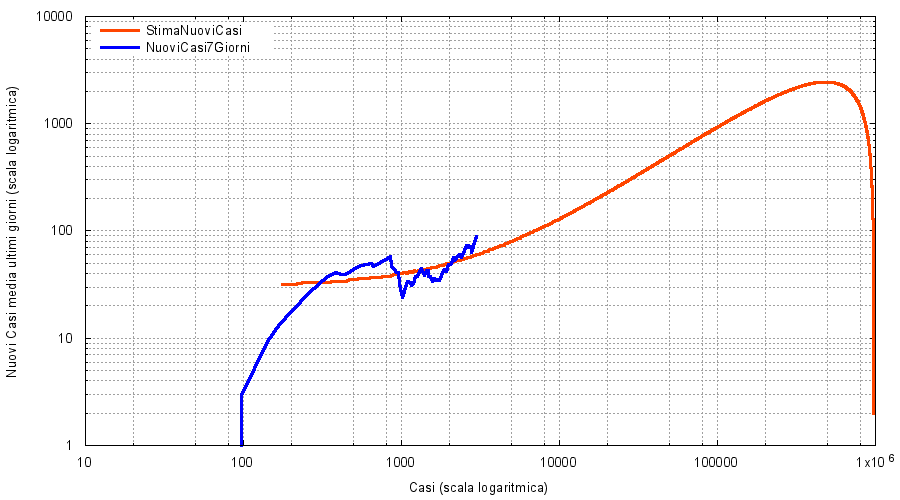 10000
1000
100
10
1
StimaNuoviCasi
NuoviCasi7Giorni
Nuovi Casi media ultimi giorni (scala logaritmica)
10
100
1000
10000
100000
1x10 6
Casi (scala logaritmica)